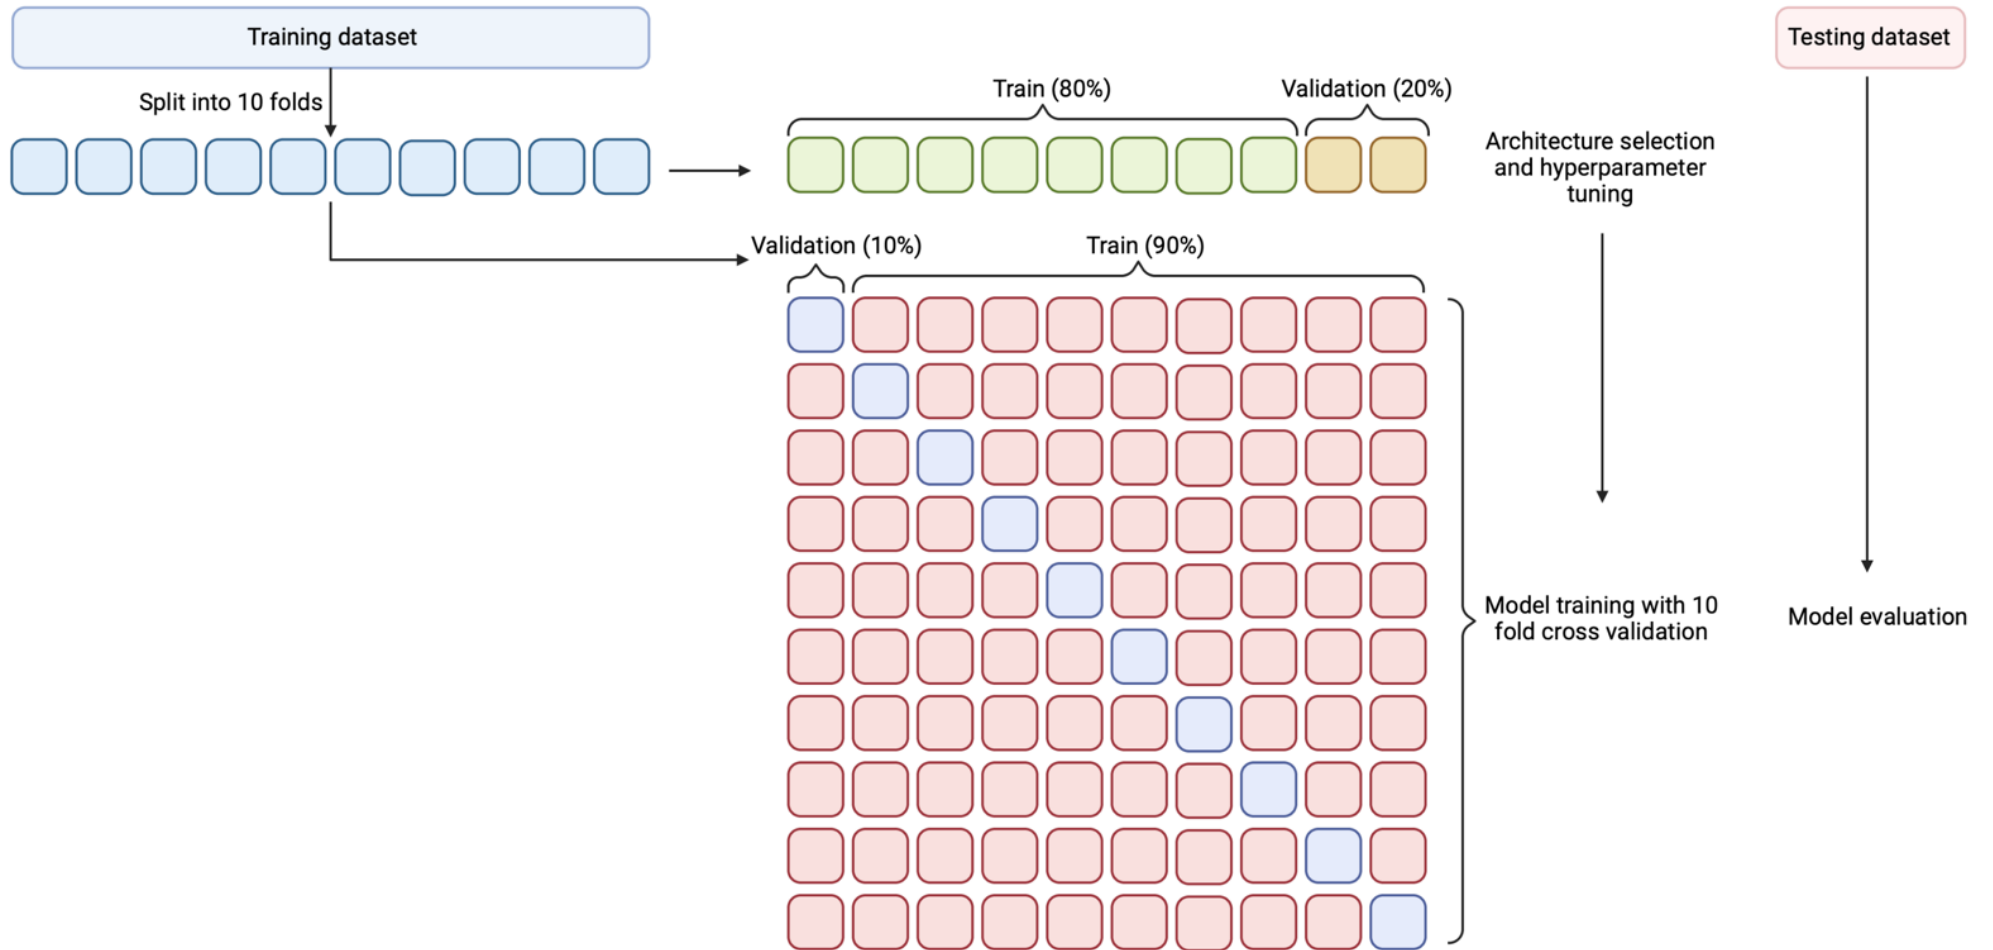 Training dataset
Testing dataset
Split into 10 folds
Train (80%)
Validation (20%)
Architecture selection
and hyperparameter
tuning
Validation (10%)
Train (90%)
Model training with 10
fold cross validation
Model evaluation